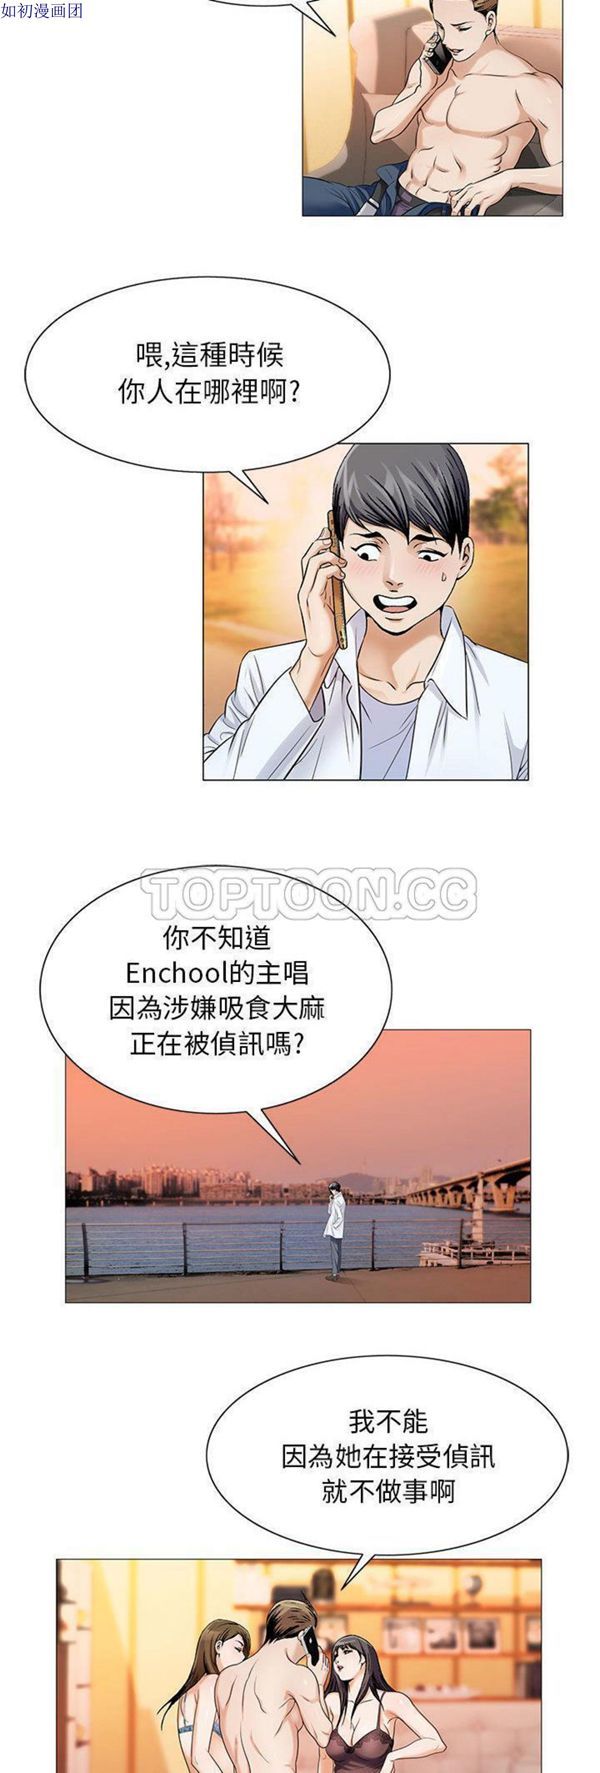 如初漫画团
喂,這種時候
你人在哪裡啊?
TOPTOON.CC
你不知道
Enchool的主唱
因為涉嫌吸食大麻
正在被偵訊嗎?
我不能
因為她在接受偵訊
就不做事啊